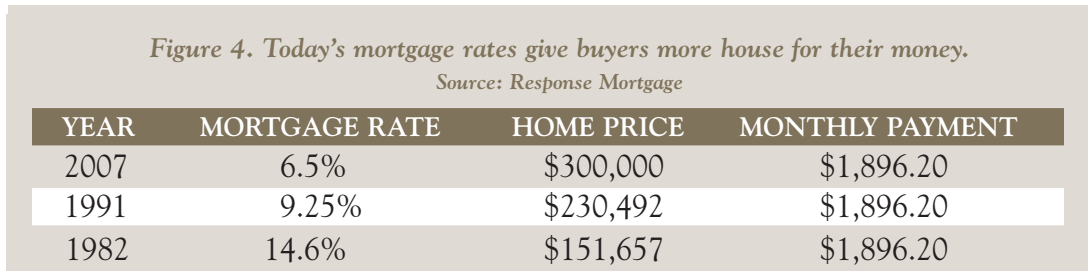 Figure 4. Today's mortgage rates give buyers more house for their money.
Source: Response Mortgage
YEAR MORTGAGE RATE HOME PRICE MONTHLY PAYMENT
2007 6.5% $300,000 $1,896.20
1991 9.25% $230,492 $1,896.20
1982 14.6% $151,657 $1,896.20